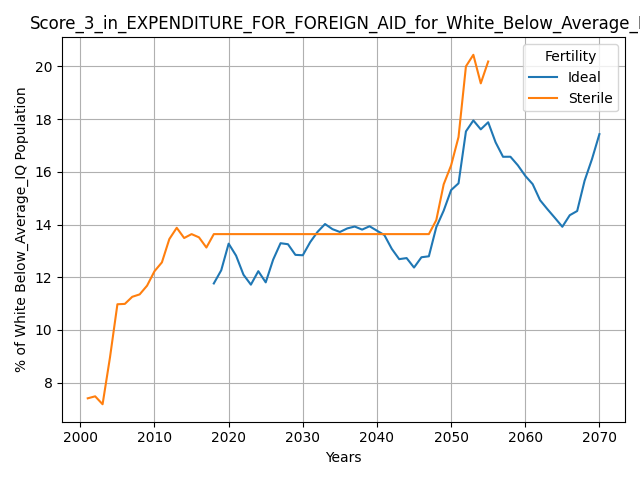 Score_3_in_EXPENDITURE_FOR_FOREIGN_AID_for_White_Below_Average_
% of White Below_Average_IQ Population
20
18
16
14
12
10
8
Fertility
Ideal
Sterile
2000 2010 2020 2030 2040 2050 2060 2070
Years